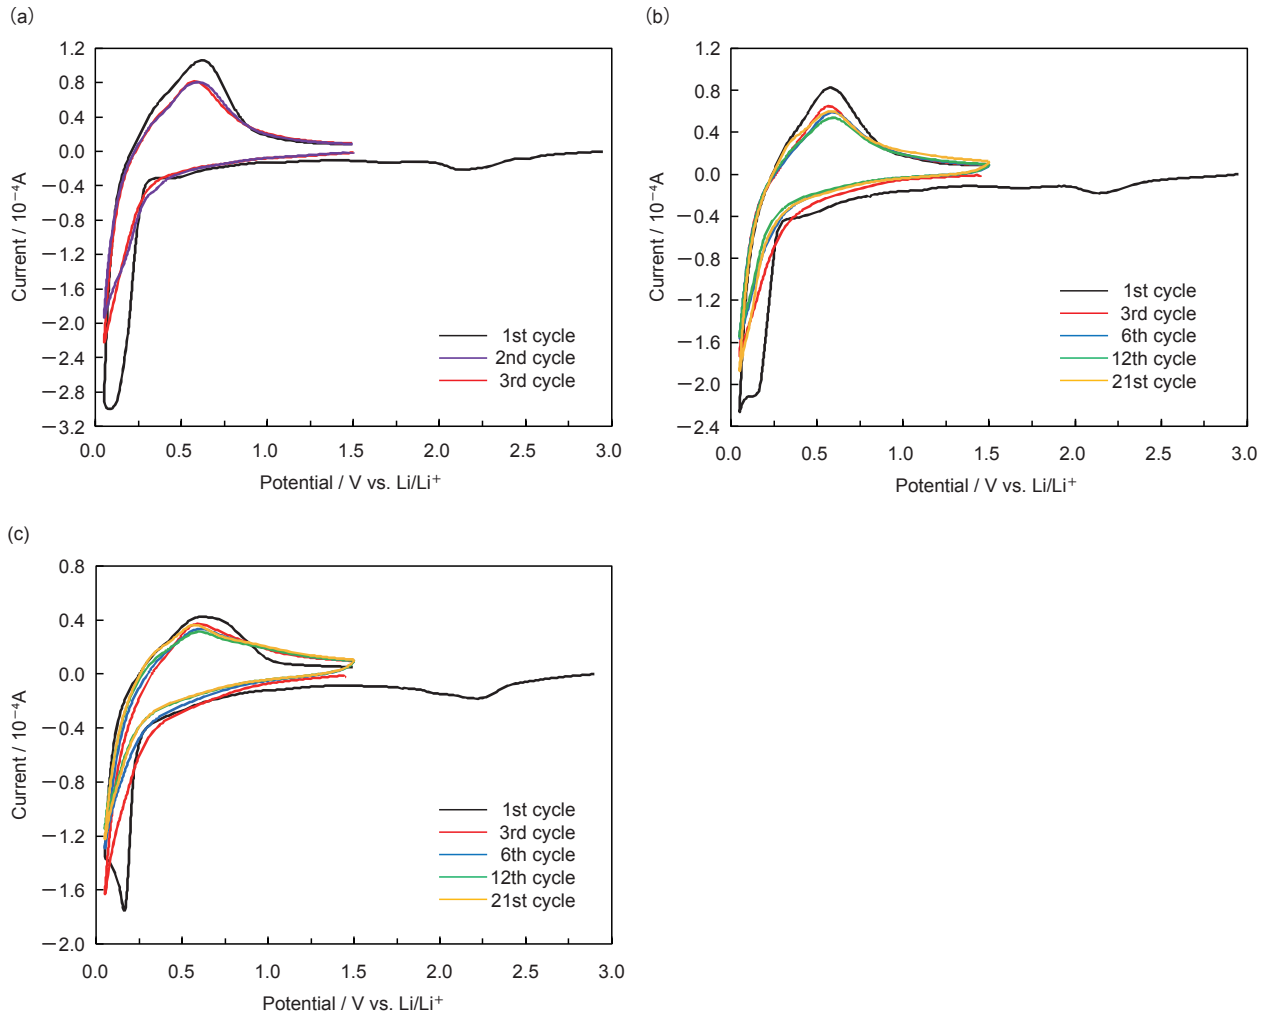 (a)
1.2
0.8
0.4
0.0
−0.4
−0.8
−1.2
−1.6
−2.0
−2.4
−2.8
−3.2
Current / 10⁻⁴A
1st cycle
2nd cycle
3rd cycle
0.0 0.5 1.0 1.5 2.0 2.5 3.0
Potential / V vs. Li/Li⁺
(b)
1.2
0.8
0.4
0.0
−0.4
−0.8
−1.2
−1.6
−2.0
−2.4
Current / 10⁻⁴A
1st cycle
3rd cycle
6th cycle
12th cycle
21st cycle
0.0 0.5 1.0 1.5 2.0 2.5 3.0
Potential / V vs. Li/Li⁺
(c)
0.8
0.4
0.0
−0.4
−0.8
−1.2
−1.6
−2.0
Current / 10⁻⁴A
1st cycle
3rd cycle
6th cycle
12th cycle
21st cycle
0.0 0.5 1.0 1.5 2.0 2.5 3.0
Potential / V vs. Li/Li⁺